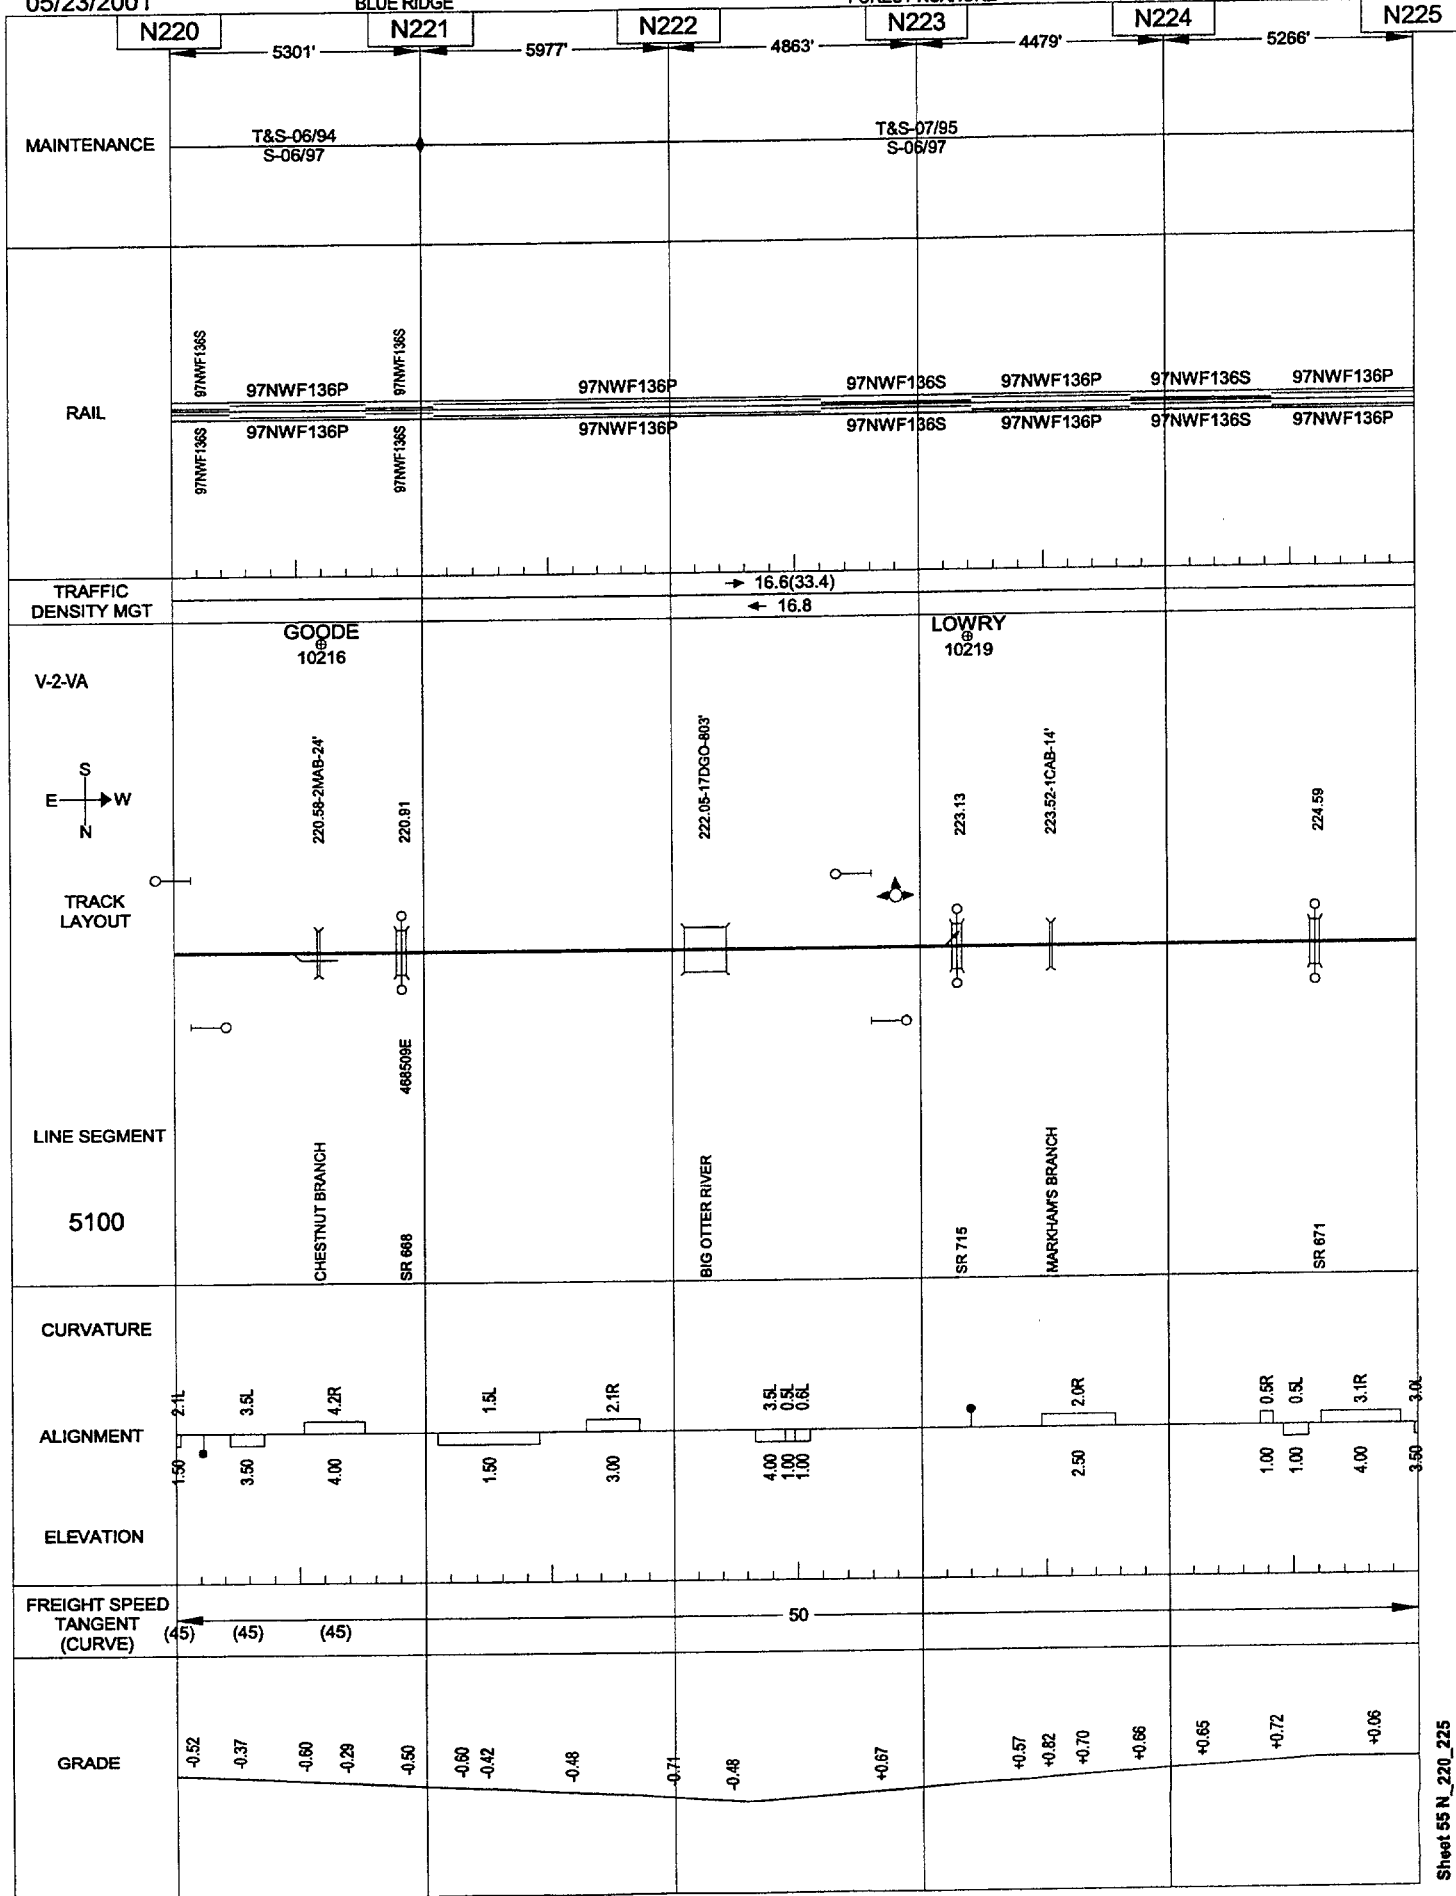 05/23/2001
BLUE RIDGE
N220 N221 N222 N223 N224 N225
5301' 5977' 4863' 4479' 5266'
MAINTENANCE
T&S-06/94
S-06/97
T&S-07/95
S-06/97
RAIL
97NWF136S 97NWF136P 97NWF136S 97NWF136P 97NWF136S 97NWF136P 97NWF136S 97NWF136P
97NWF136S 97NWF136P 97NWF136S 97NWF136P 97NWF136S 97NWF136P 97NWF136S 97NWF136P
TRAFFIC
DENSITY MGT
→ 16.6(33.4)
← 16.8
GOODE
10216
LOWRY
10219
V-2-VA
S
E W
N
220.58-2MAB-24'
220.91
222.05-17DGO-803'
223.13
223.52-1CAB-14'
224.59
TRACK
LAYOUT
468509E
LINE SEGMENT
5100
CHESTNUT BRANCH
SR 668
BIG OTTER RIVER
SR 715
MARKHAM'S BRANCH
SR 671
CURVATURE
2.1L 3.5L 4.2R 1.5L 2.1R 3.5L 0.5L 0.6L 2.0R 0.5R 0.5L 3.1R 3.0L
ALIGNMENT
1.50 3.50 4.00 1.50 3.00 4.00 1.00 1.00 2.50 1.00 1.00 4.00 3.50
ELEVATION
FREIGHT SPEED
TANGENT
(CURVE)
50
(45) (45) (45)
GRADE
-0.52 -0.37 -0.60 -0.29 -0.50 -0.60 -0.42 -0.48 -0.71 -0.48 +0.67 +0.57 +0.82 +0.70 +0.66 +0.65 +0.72 +0.06
Sheet 55 N_220_225